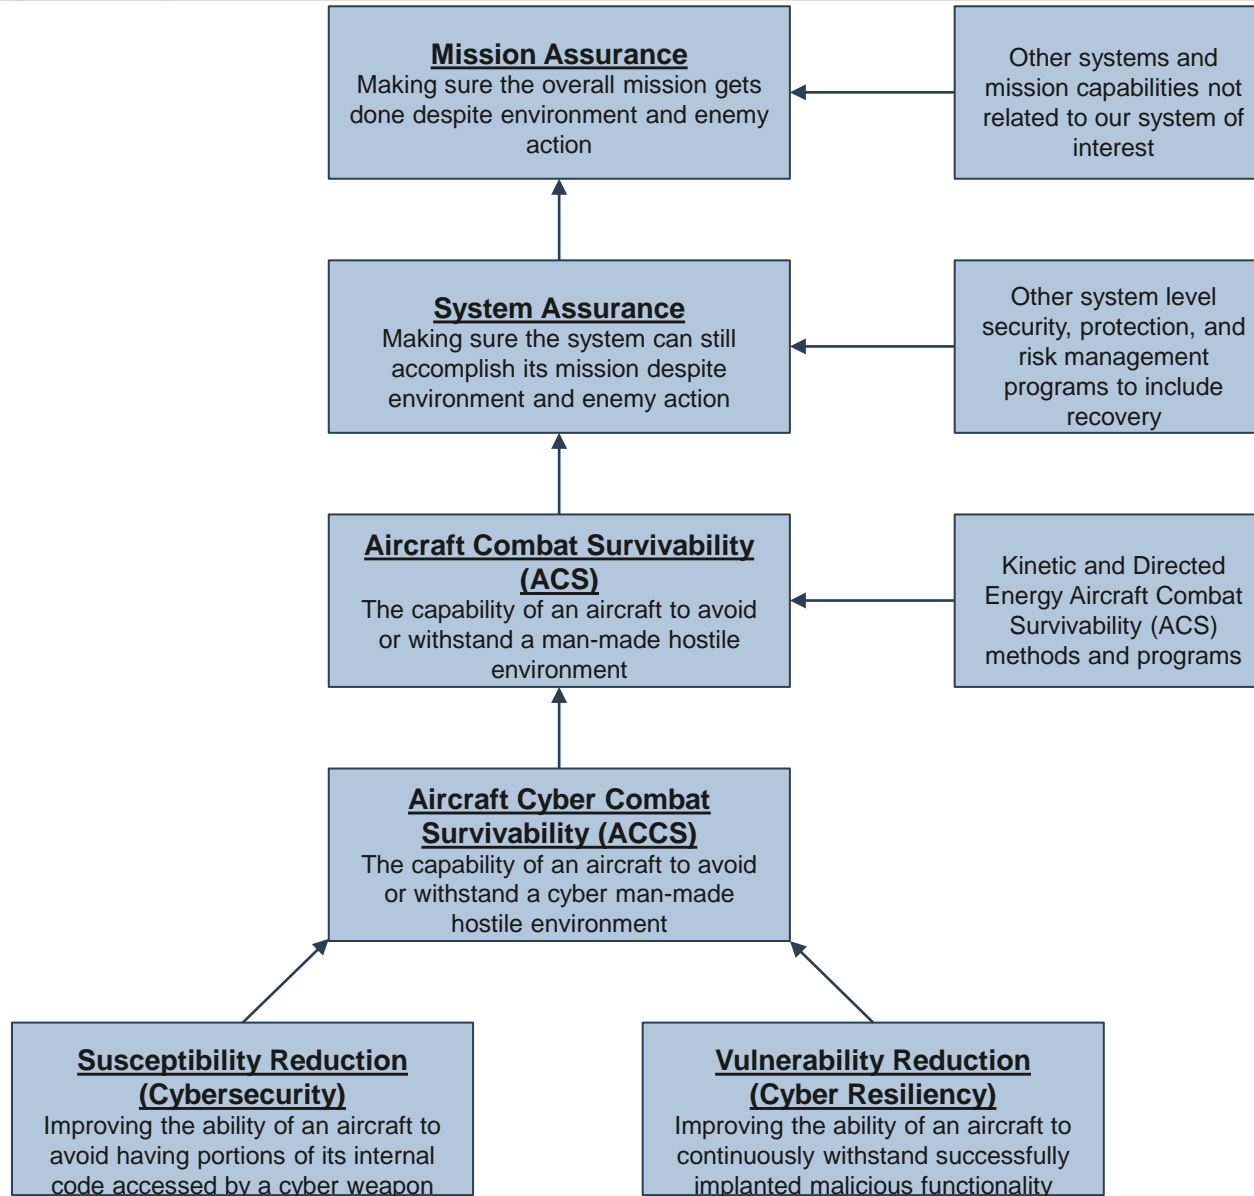 Mission Assurance
Making sure the overall mission gets
done despite environment and enemy
action
Other systems and
mission capabilities not
related to our system of
interest
System Assurance
Making sure the system can still
accomplish its mission despite
environment and enemy action
Other system level
security, protection, and
risk management
programs to include
recovery
Aircraft Combat Survivability
(ACS)
The capability of an aircraft to avoid
or withstand a man-made hostile
environment
Kinetic and Directed
Energy Aircraft Combat
Survivability (ACS)
methods and programs
Aircraft Cyber Combat
Survivability (ACCS)
The capability of an aircraft to avoid
or withstand a cyber man-made
hostile environment
Susceptibility Reduction
(Cybersecurity)
Improving the ability of an aircraft to
avoid having portions of its internal
code accessed by a cyber weapon
Vulnerability Reduction
(Cyber Resiliency)
Improving the ability of an aircraft to
continuously withstand successfully
implanted malicious functionality